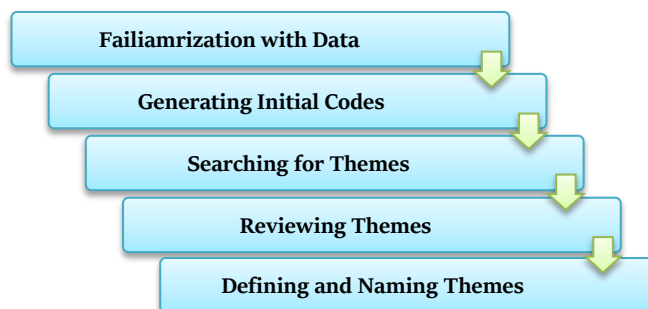 Failiamrization with Data
Generating Initial Codes
Searching for Themes
Reviewing Themes
Defining and Naming Themes